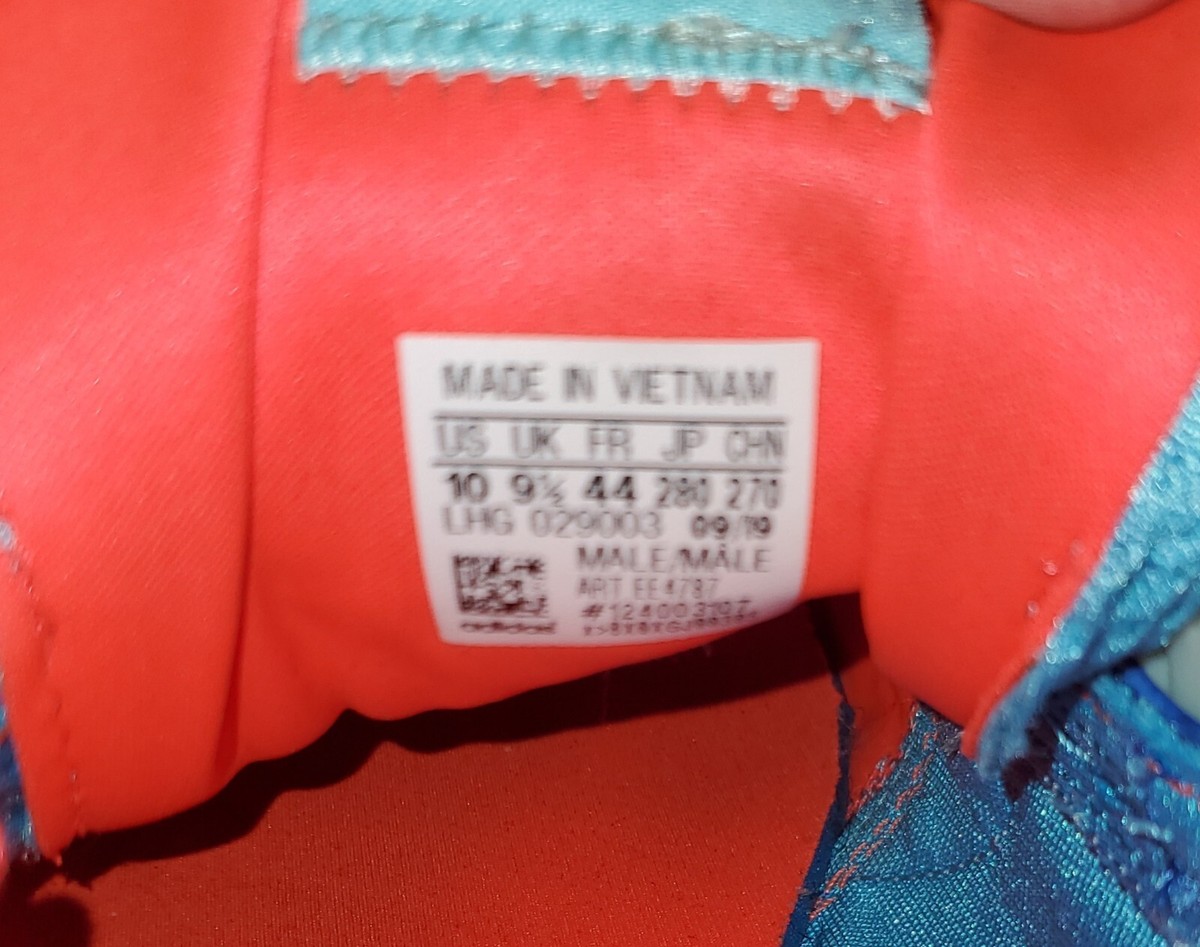 MADE IN VIETNAM
US UK FR JP CHN
10 9½ 44 280 270
LHG 029003 09/19
MALE/MÂLE
ART EE4787
adidas